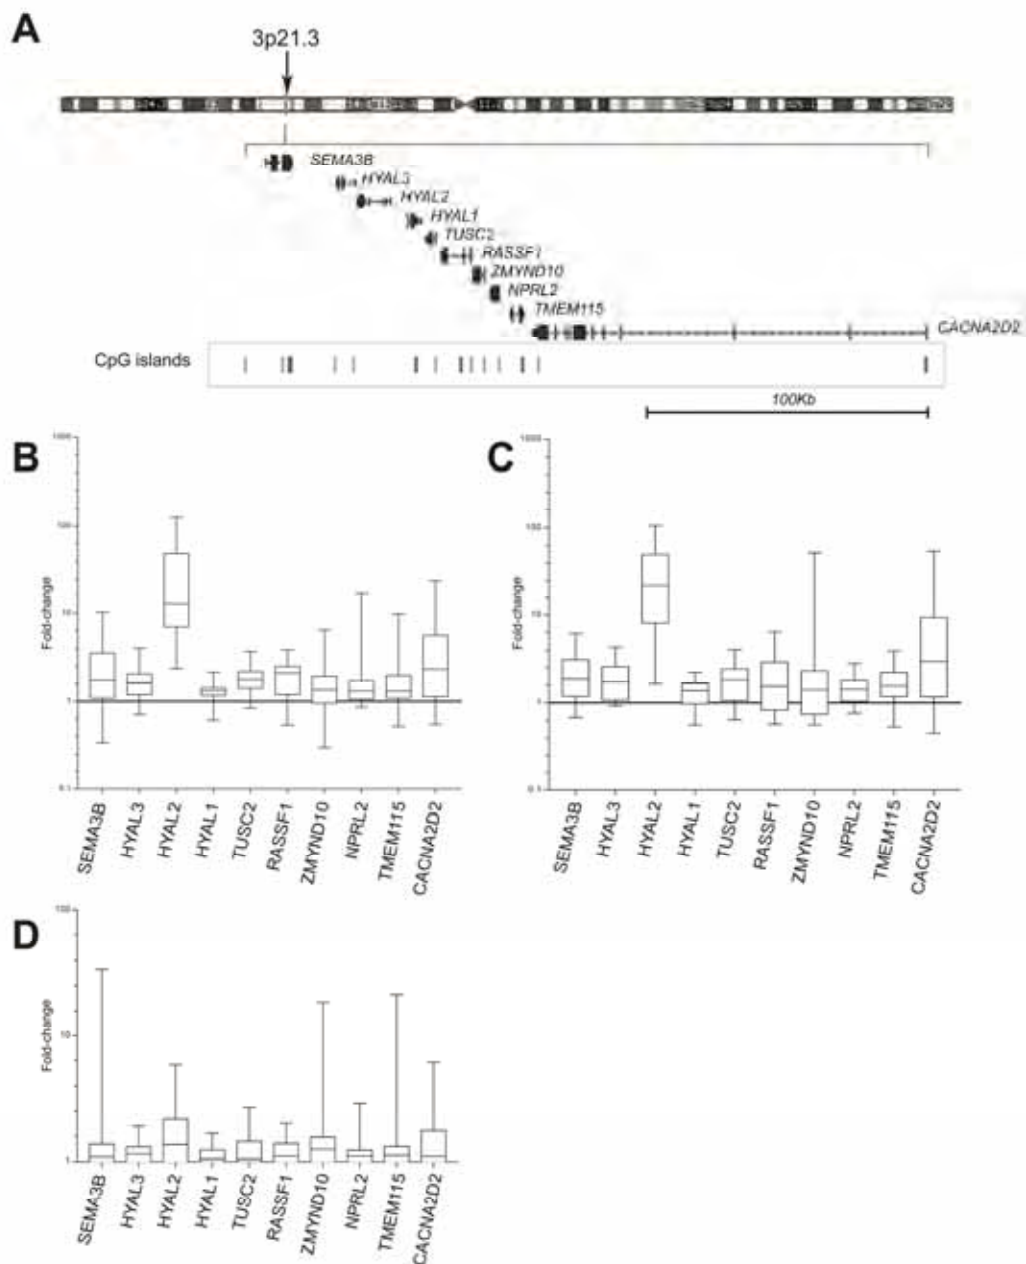 A
3p21.3
SEMA3B
HYAL3
HYAL2
HYAL1
TUSC2
RASSF1
ZMYND10
NPRL2
TMEM115
CACNA2D2
CpG islands
100Kb
B
1000
100
10
1
0.1
Fold-change
SEMA3B
HYAL3
HYAL2
HYAL1
TUSC2
RASSF1
ZMYND10
NPRL2
TMEM115
CACNA2D2
C
1000
100
10
1
0.1
Fold-change
SEMA3B
HYAL3
HYAL2
HYAL1
TUSC2
RASSF1
ZMYND10
NPRL2
TMEM115
CACNA2D2
D
100
10
1
Fold-change
SEMA3B
HYAL3
HYAL2
HYAL1
TUSC2
RASSF1
ZMYND10
NPRL2
TMEM115
CACNA2D2